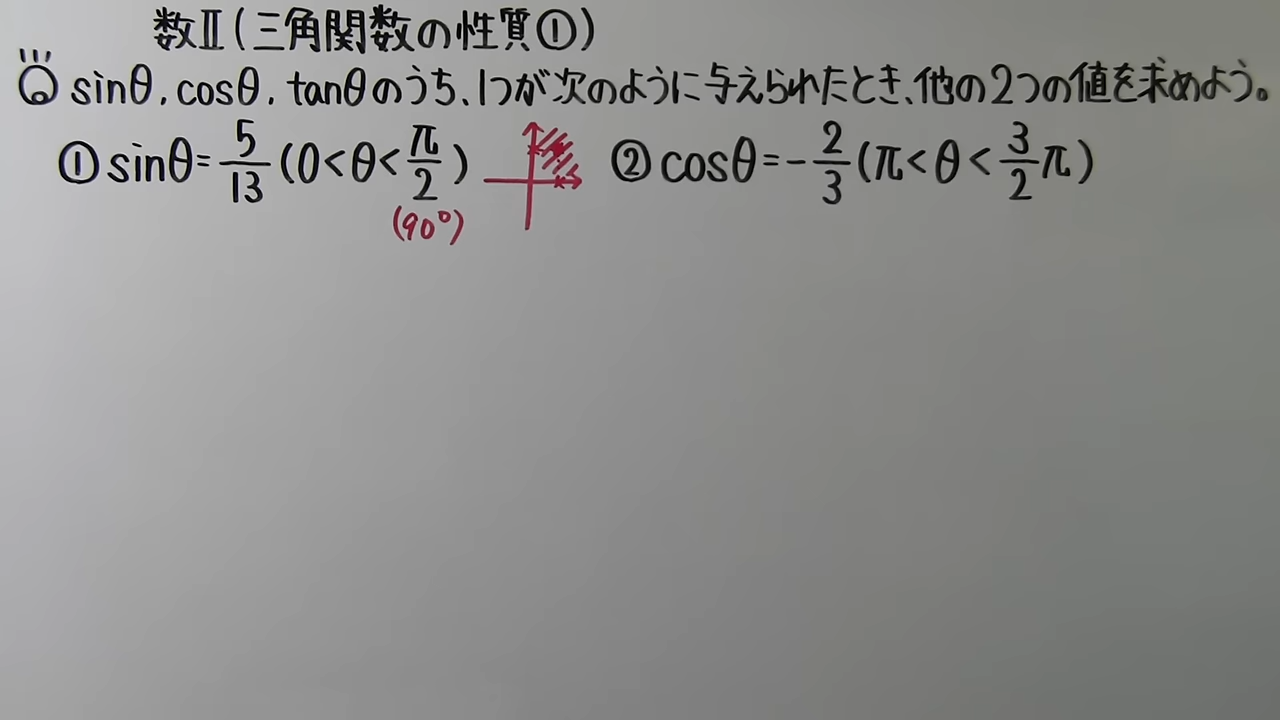 数Ⅱ(三角関数の性質①)
sinθ, cosθ, tanθのうち、1つが次のように与えられたとき、他の2つの値を求めよう。
①sinθ=5/13(0<θ<π/2) ②cosθ=-2/3(π<θ<3/2π)
(90°)